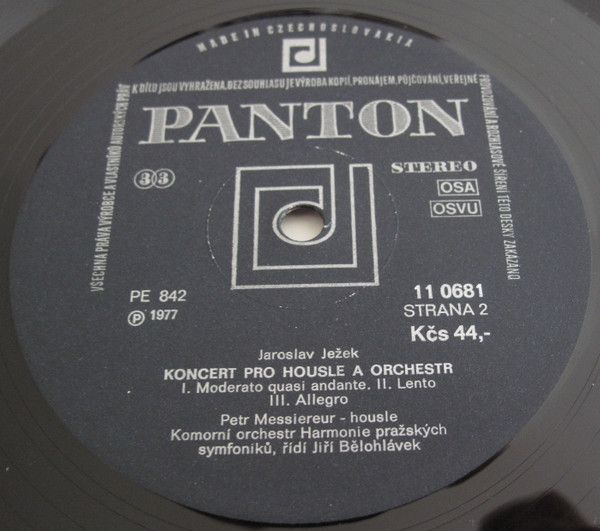 MADE IN CZECHOSLOVAKIA
VŠECHNA PRÁVA VÝROBCE A VLASTNÍKŮ AUTORSKÝCH PRÁV K DÍLU JSOU VYHRAŽENA, BEZ SOUHLASU JE VÝROBA KOPIÍ, PRONÁJEM, PŮJČOVÁNÍ, VEŘEJNÉ PROVOZOVÁNÍ A ROZHLASOVÉ ŠÍŘENÍ TÉTO DESKY ZAKÁZÁNO
PANTON
33
STEREO
OSA
OSVU
PE 842
11 0681
℗ 1977
STRANA 2
Kčs 44,-
Jaroslav Ježek
KONCERT PRO HOUSLE A ORCHESTR
I. Moderato quasi andante. II. Lento
III. Allegro
Petr Messiereur - housle
Komorní orchestr Harmonie pražských
symfoniků, řídí Jiří Bělohlávek